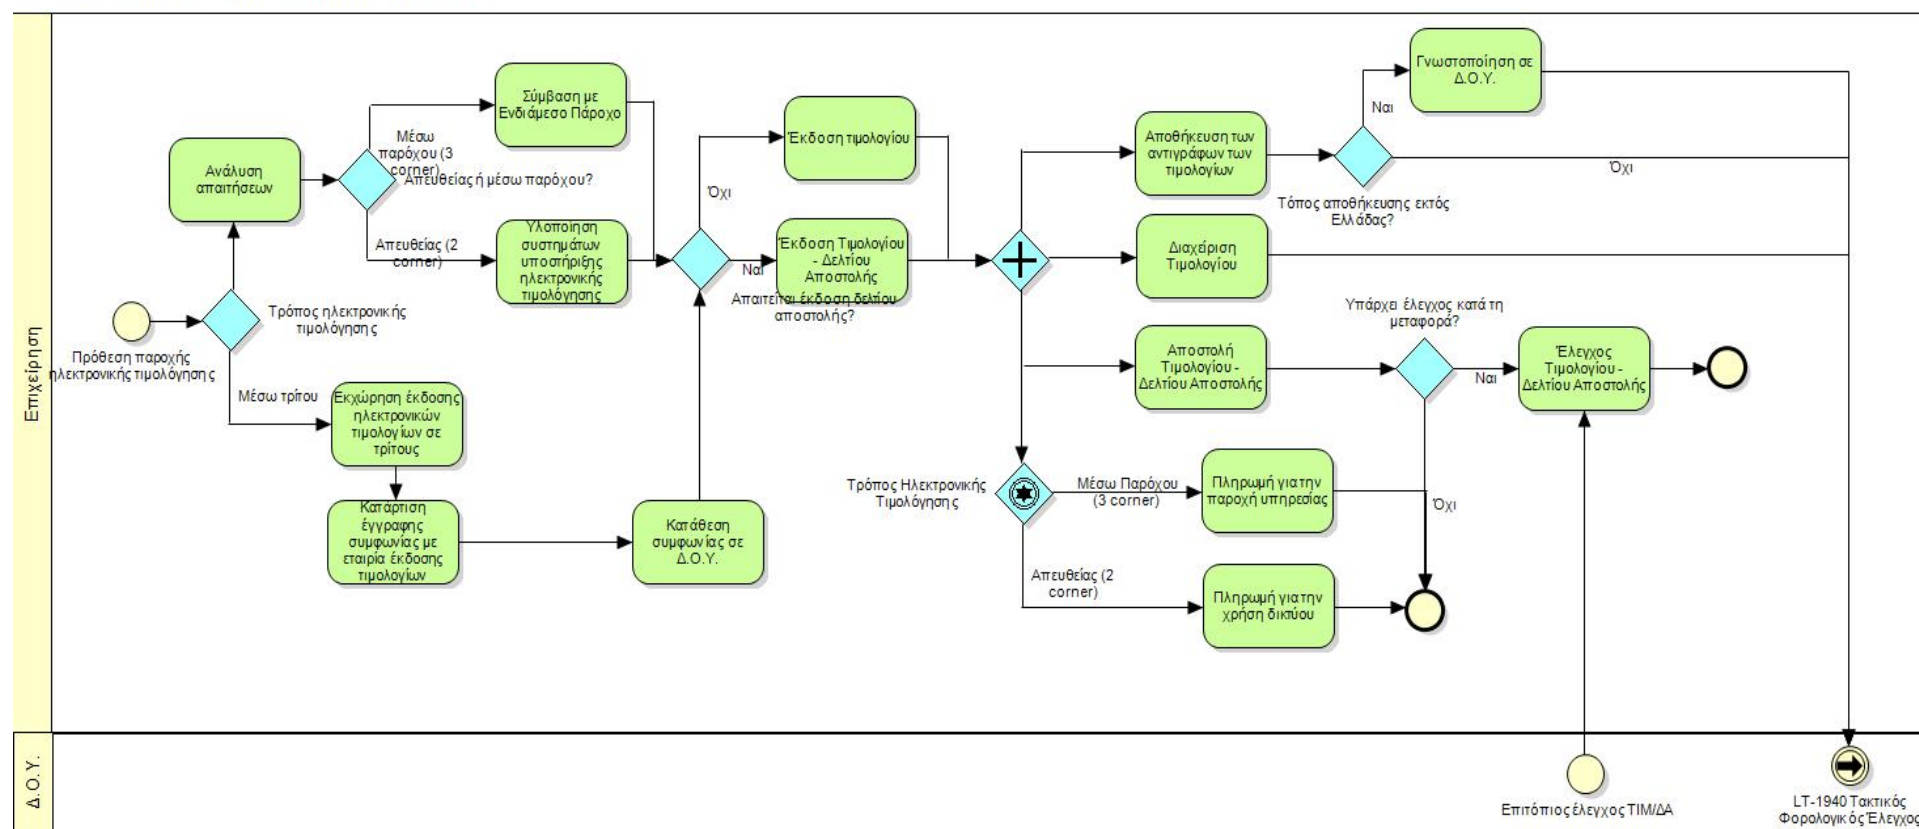 Επιχείρηση
Δ.Ο.Υ.
Πρόθεση παροχής
ηλεκτρονικής τιμολόγησης
Τρόπος ηλεκτρονικής
τιμολόγησης
Ανάλυση
απαιτήσεων
Μέσω
παρόχου (3
corner)
Απευθείας ή μέσω παρόχου?
Απευθείας (2
corner)
Σύμβαση με
Ενδιάμεσο Πάροχο
Υλοποίηση
συστημάτων
υποστήριξης
ηλεκτρονικής
τιμολόγησης
Μέσω τρίτου
Εκχώρηση έκδοσης
ηλεκτρονικών
τιμολογίων σε
τρίτους
Κατάρτιση
έγγραφης
συμφωνίας με
εταιρία έκδοσης
τιμολογίων
Κατάθεση
συμφωνίας σε
Δ.Ο.Υ.
Όχι
Ναι
Απαιτείται έκδοση δελτίου
αποστολής?
Έκδοση τιμολογίου
Έκδοση Τιμολογίου
- Δελτίου
Αποστολής
Αποθήκευση των
αντιγράφων των
τιμολογίων
Τόπος αποθήκευσης εκτός
Ελλάδας?
Ναι
Όχι
Γνωστοποίηση σε
Δ.Ο.Υ.
Διαχείριση
Τιμολογίου
Αποστολή
Τιμολογίου -
Δελτίου Αποστολής
Υπάρχει έλεγχος κατά τη
μεταφορά?
Ναι
Όχι
Έλεγχος
Τιμολογίου -
Δελτίου Αποστολής
Τρόπος Ηλεκτρονικής
Τιμολόγησης
Μέσω Παρόχου
(3 corner)
Πληρωμή για την
παροχή υπηρεσίας
Απευθείας (2
corner)
Πληρωμή για την
χρήση δικτύου
Επιτόπιος έλεγχος ΤΙΜ/ΔΑ
LT-1940 Τακτικός
Φορολογικός Έλεγχος